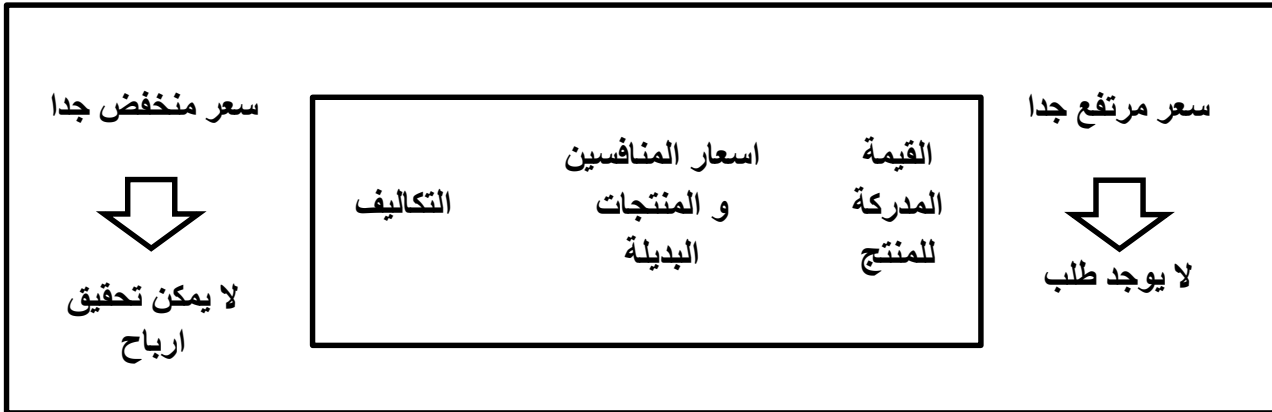 سعر مرتفع جدا
لا يوجد طلب
القيمة
المدركة
للمنتج
اسعار المنافسين
و المنتجات
البديلة
التكاليف
سعر منخفض جدا
لا يمكن تحقيق
ارباح